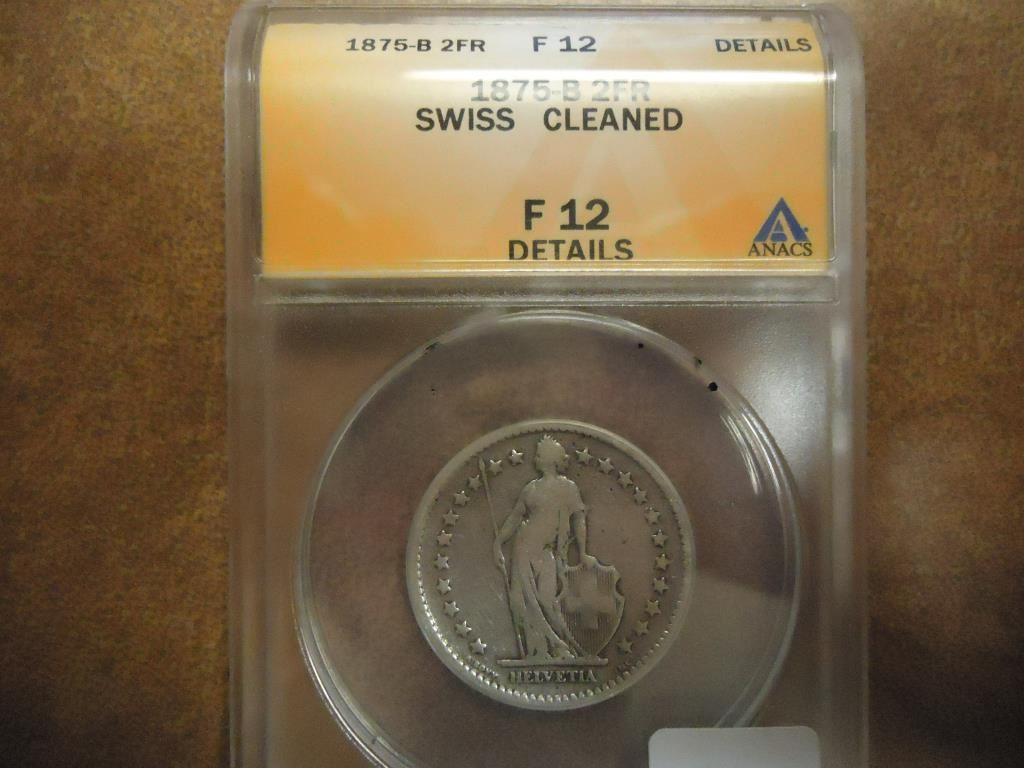 1875-B 2FR F 12 DETAILS
1875-B 2FR
SWISS CLEANED
F 12
DETAILS
ANACS
HELVETIA